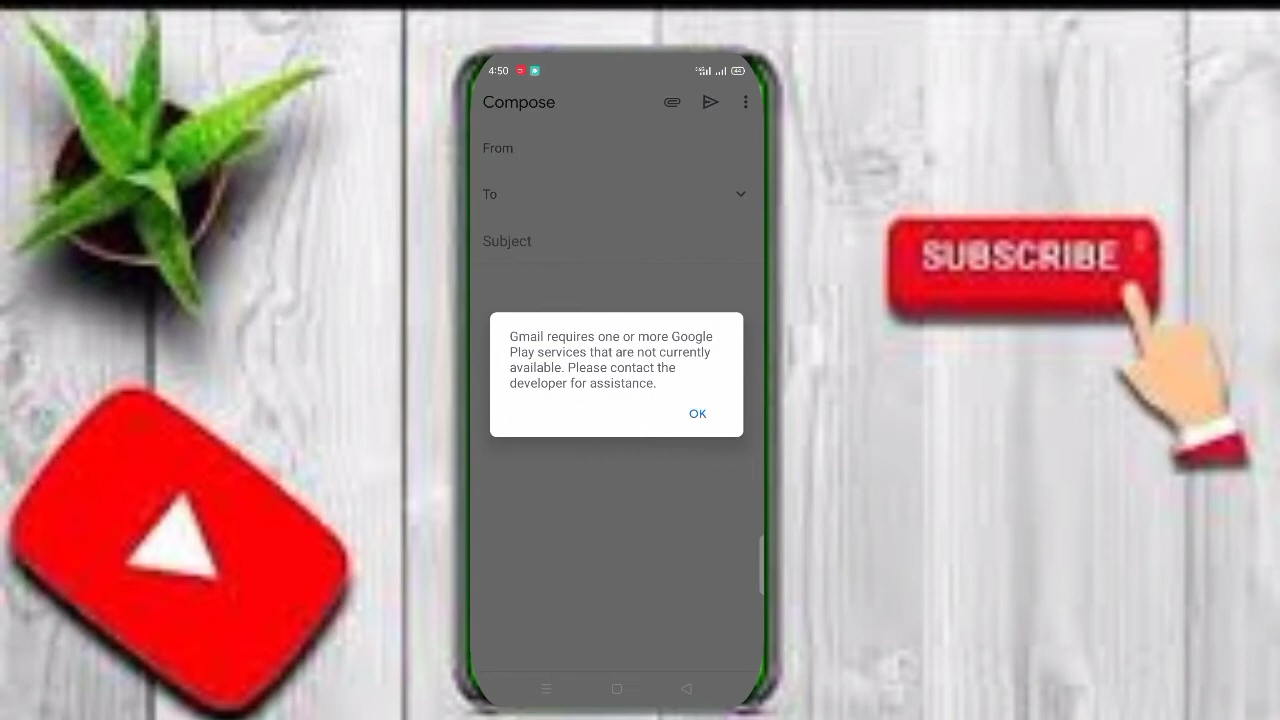 4:50
44
Compose
From
To
Subject
Gmail requires one or more Google
Play services that are not currently
available. Please contact the
developer for assistance.
OK
SUBSCRIBE